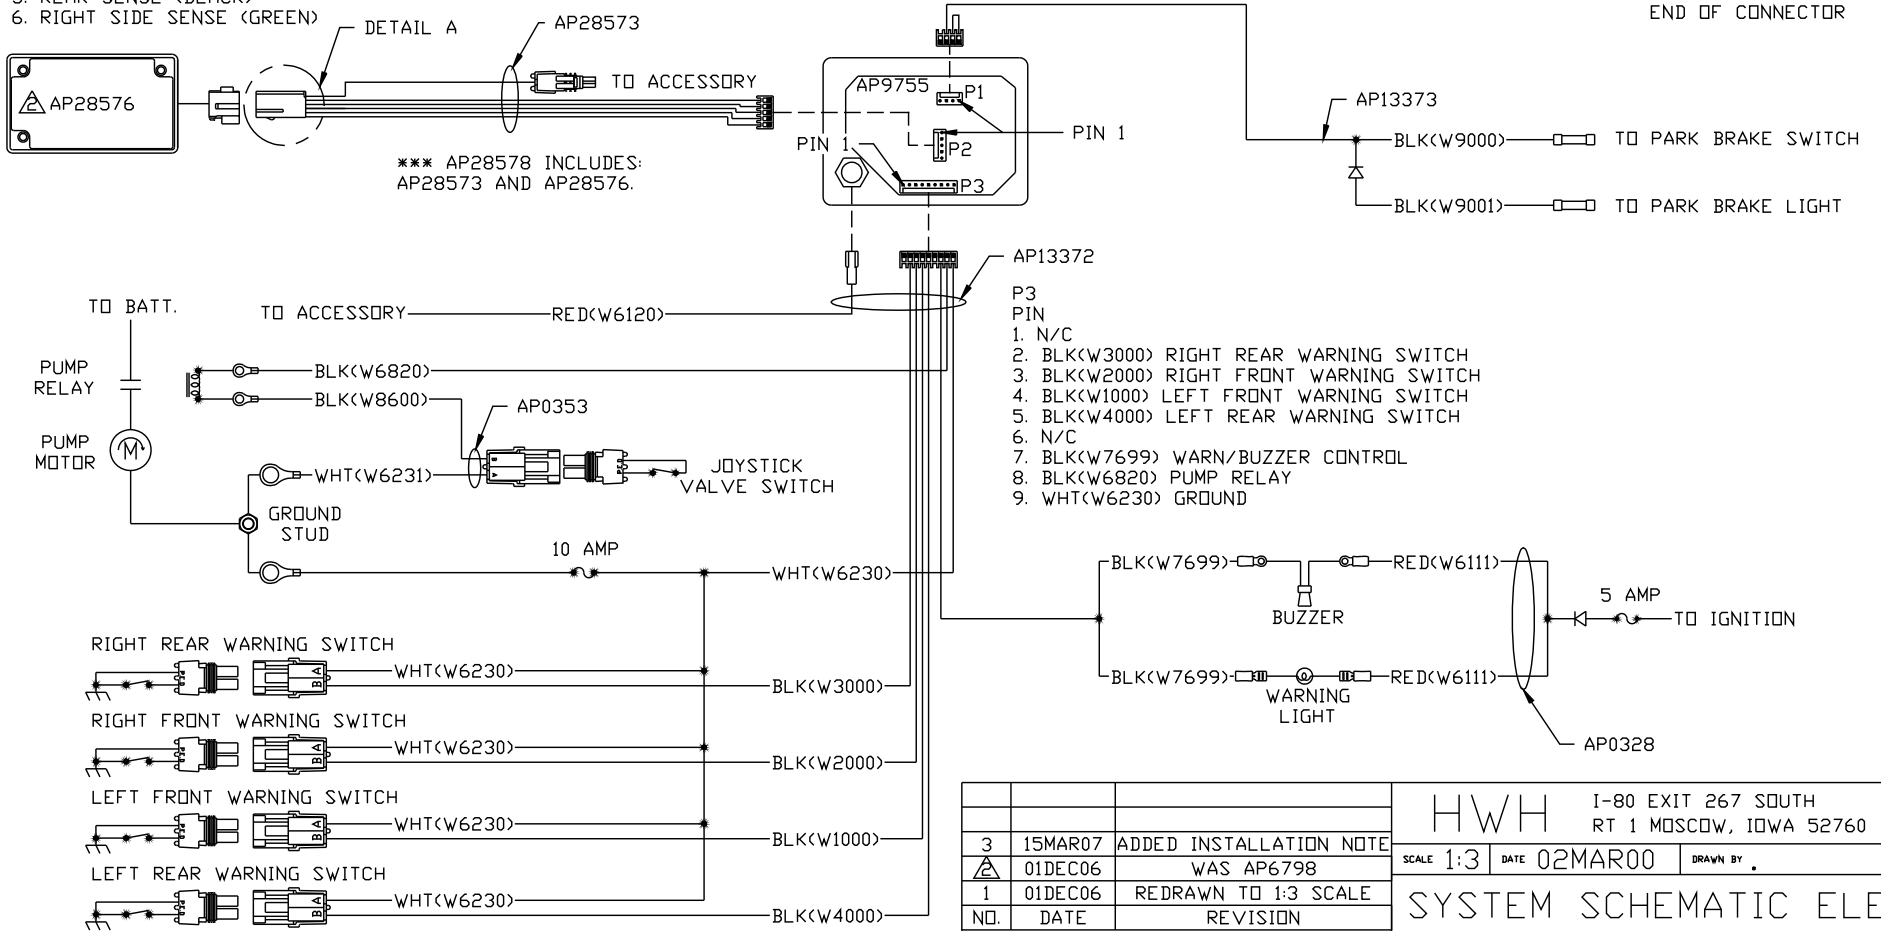 6. RIGHT SIDE SENSE (GREEN)
END OF CONNECTOR
DETAIL A
AP28573
AP28576
2
TO ACCESSORY
*** AP28578 INCLUDES:
AP28573 AND AP28576.
AP9755
P1
PIN 1
P2
PIN 1
P3
AP13373
BLK(W9000)
TO PARK BRAKE SWITCH
BLK(W9001)
TO PARK BRAKE LIGHT
AP13372
TO BATT.
TO ACCESSORY
RED(W6120)
PUMP
RELAY
BLK(W6820)
BLK(W8600)
AP0353
PUMP
MOTOR
M
WHT(W6231)
B
A
JOYSTICK
VALVE SWITCH
GROUND
STUD
10 AMP
WHT(W6230)
P3
PIN
1. N/C
2. BLK(W3000) RIGHT REAR WARNING SWITCH
3. BLK(W2000) RIGHT FRONT WARNING SWITCH
4. BLK(W1000) LEFT FRONT WARNING SWITCH
5. BLK(W4000) LEFT REAR WARNING SWITCH
6. N/C
7. BLK(W7699) WARN/BUZZER CONTROL
8. BLK(W6820) PUMP RELAY
9. WHT(W6230) GROUND
BLK(W7699)
BUZZER
RED(W6111)
5 AMP
TO IGNITION
BLK(W7699)
WARNING
LIGHT
RED(W6111)
AP0328
RIGHT REAR WARNING SWITCH
A
B
WHT(W6230)
BLK(W3000)
RIGHT FRONT WARNING SWITCH
A
B
WHT(W6230)
BLK(W2000)
LEFT FRONT WARNING SWITCH
A
B
WHT(W6230)
BLK(W1000)
LEFT REAR WARNING SWITCH
A
B
WHT(W6230)
BLK(W4000)
3 15MAR07 ADDED INSTALLATION NOTE
2 01DEC06 WAS AP6798
1 01DEC06 REDRAWN TO 1:3 SCALE
NO. DATE REVISION
HWH
I-80 EXIT 267 SOUTH
RT 1 MOSCOW, IOWA 52760
SCALE 1:3 DATE 02MAR00 DRAWN BY .
SYSTEM SCHEMATIC ELE